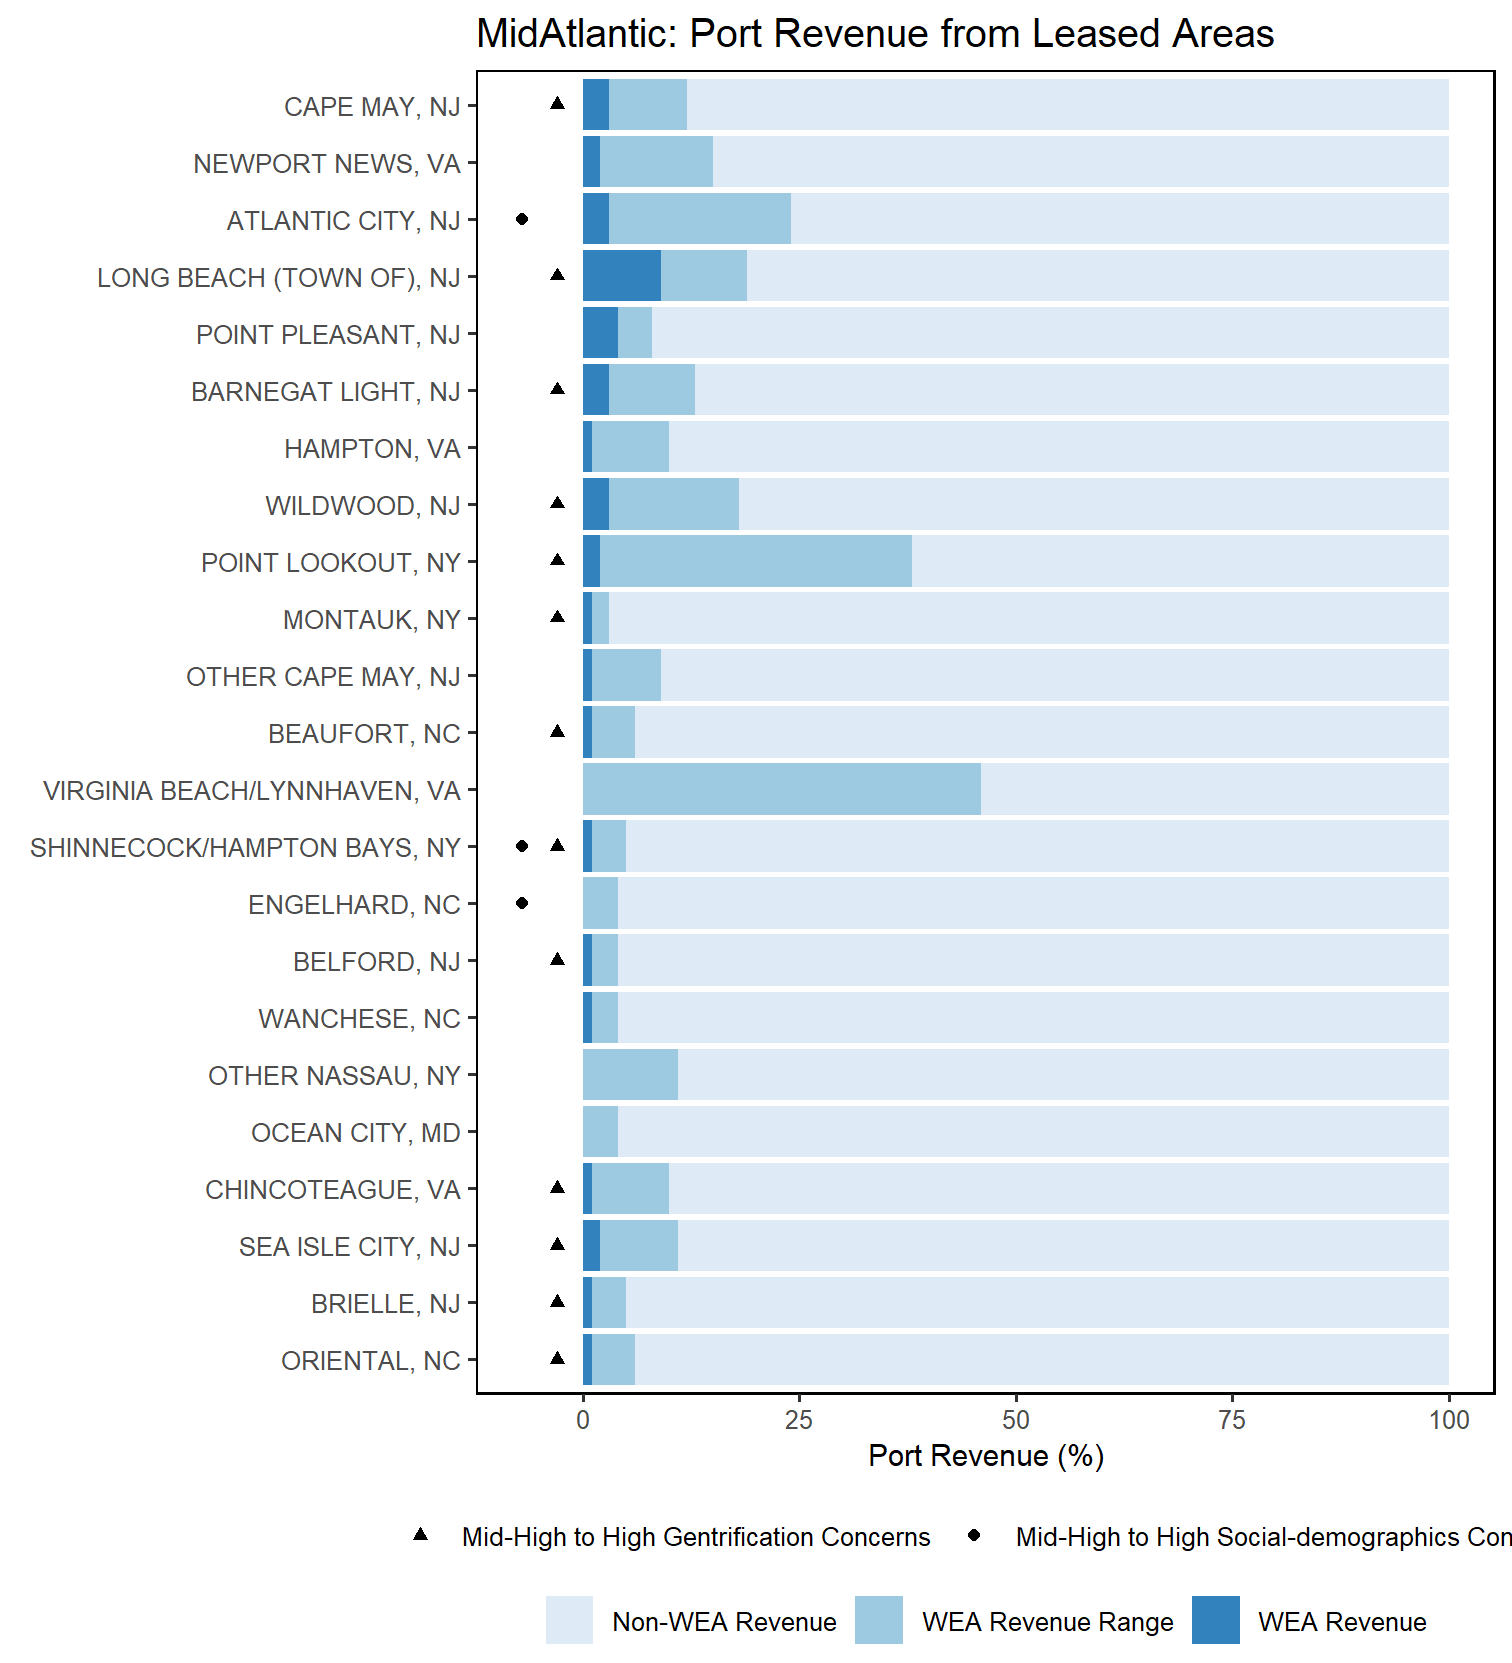 MidAtlantic: Port Revenue from Leased Areas
CAPE MAY, NJ
NEWPORT NEWS, VA
ATLANTIC CITY, NJ
LONG BEACH (TOWN OF), NJ
POINT PLEASANT, NJ
BARNEGAT LIGHT, NJ
HAMPTON, VA
WILDWOOD, NJ
POINT LOOKOUT, NY
MONTAUK, NY
OTHER CAPE MAY, NJ
BEAUFORT, NC
VIRGINIA BEACH/LYNNHAVEN, VA
SHINNECOCK/HAMPTON BAYS, NY
ENGELHARD, NC
BELFORD, NJ
WANCHESE, NC
OTHER NASSAU, NY
OCEAN CITY, MD
CHINCOTEAGUE, VA
SEA ISLE CITY, NJ
BRIELLE, NJ
ORIENTAL, NC
0 25 50 75 100
Port Revenue (%)
Mid-High to High Gentrification Concerns Mid-High to High Social-demographics Con
Non-WEA Revenue WEA Revenue Range WEA Revenue